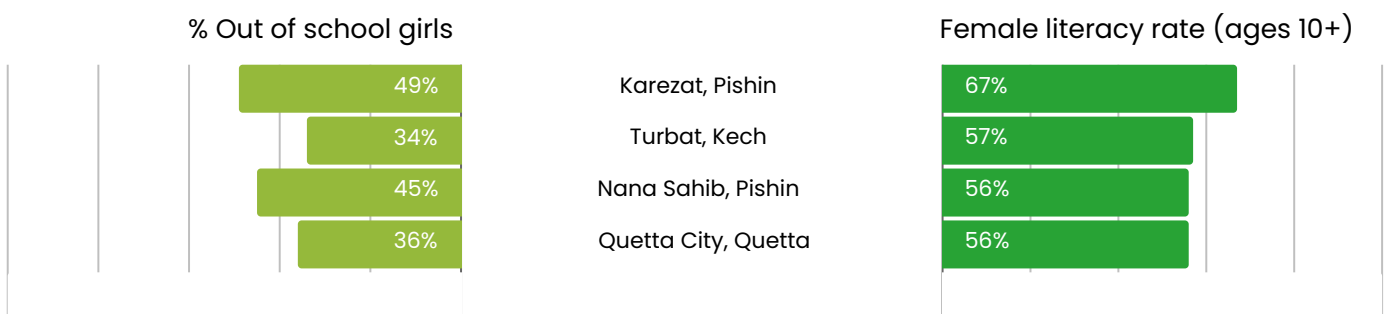 % Out of school girls
Female literacy rate (ages 10+)
49%
Karezat, Pishin
67%
34%
Turbat, Kech
57%
45%
Nana Sahib, Pishin
56%
36%
Quetta City, Quetta
56%